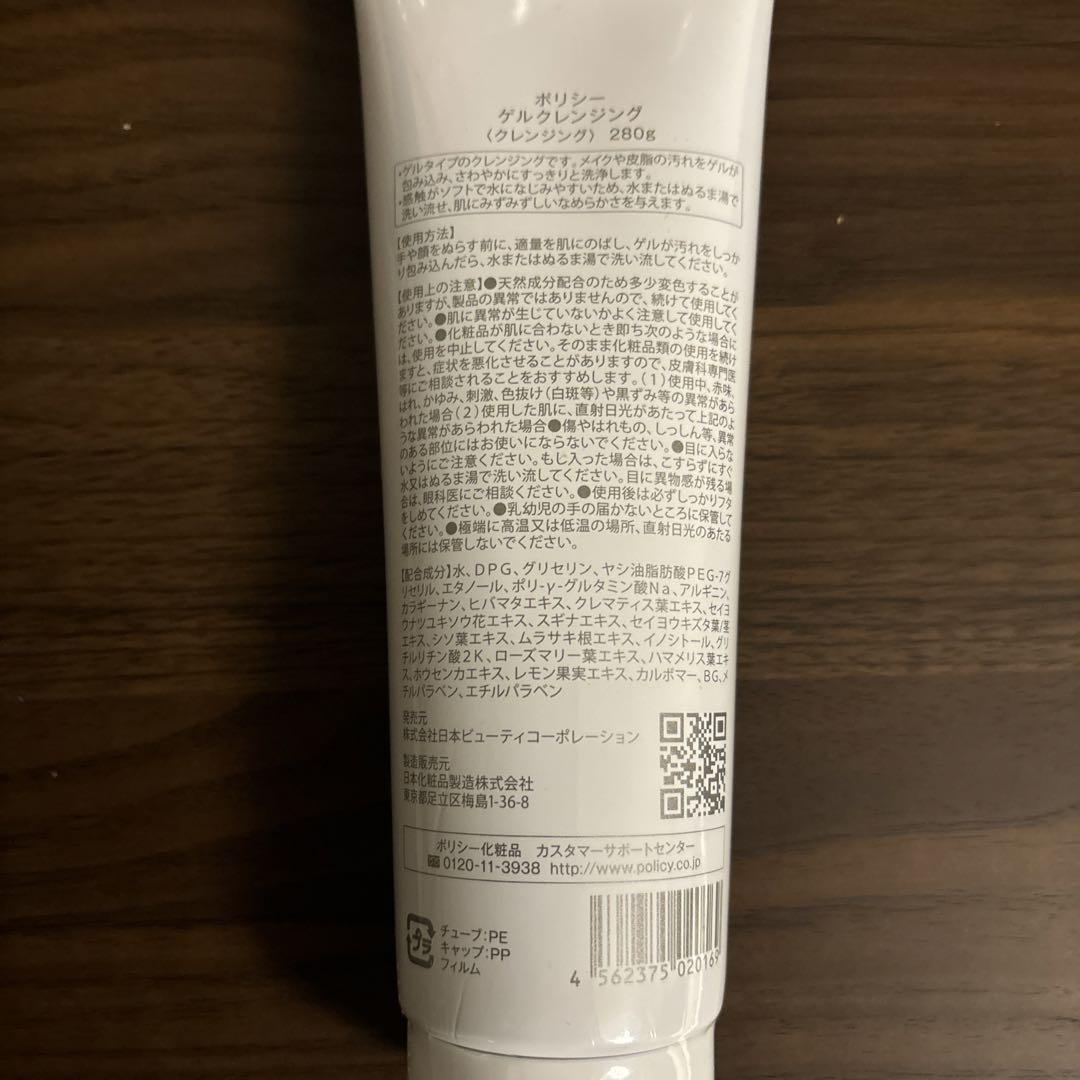 ポリシー
ゲルクレンジング
〈クレンジング〉 280g
・ゲルタイプのクレンジングです。メイクや皮脂の汚れをゲルが
包み込み、さわやかにすっきりと洗浄します。
・感触がソフトで水になじみやすいため、水またはぬるま湯で
洗い流せ、肌にみずみずしいなめらかさを与えます。
【使用方法】
手や顔をぬらす前に、適量を肌にのばし、ゲルが汚れをしっか
り包み込んだら、水またはぬるま湯で洗い流してください。
【使用上の注意】●天然成分配合のため多少変色することが
ありますが、製品の異常ではありませんので、続けて使用してく
ださい。●肌に異常が生じていないかよく注意して使用してく
ださい。●化粧品が肌に合わないとき即ち次のような場合に
は、使用を中止してください。そのまま化粧品類の使用を続け
ますと、症状を悪化させることがありますので、皮膚科専門医
等にご相談されることをおすすめします。(1)使用中、赤味、
はれ、かゆみ、刺激、色抜け(白斑等)や黒ずみ等の異常があら
われた場合(2)使用した肌に、直射日光があたって上記のよ
うな異常があらわれた場合●傷やはれもの、しっしん等、異常
のある部位にはお使いにならないでください。●目に入らな
いようにご注意ください。もし入った場合は、こすらずにすぐ
水又はぬるま湯で洗い流してください。目に異物感が残る場
合は、眼科医にご相談ください。●使用後は必ずしっかりフタ
をしめてください。●乳幼児の手の届かないところに保管して
ください。●極端に高温又は低温の場所、直射日光のあたる
場所には保管しないでください。
【配合成分】水、DPG、グリセリン、ヤシ油脂肪酸PEG-7グ
リセリル、エタノール、ポリ-γ-グルタミン酸Na、アルギニン、
カラギーナン、ヒバマタエキス、クレマティス葉エキス、セイヨ
ウナツユキソウ花エキス、スギナエキス、セイヨウキズタ葉/茎
エキス、シソ葉エキス、ムラサキ根エキス、イノシトール、グリ
チルリチン酸2K、ローズマリー葉エキス、ハマメリス葉エキ
ス、ホウセンカエキス、レモン果実エキス、カルボマー、BG、メ
チルパラベン、エチルパラベン
発売元
株式会社日本ビューティコーポレーション
製造販売元
日本化粧品製造株式会社
東京都足立区梅島1-36-8
ポリシー化粧品 カスタマーサポートセンター
0120-11-3938 http://www.policy.co.jp
プラ
チューブ:PE
キャップ:PP
フィルム
4 562375 020169